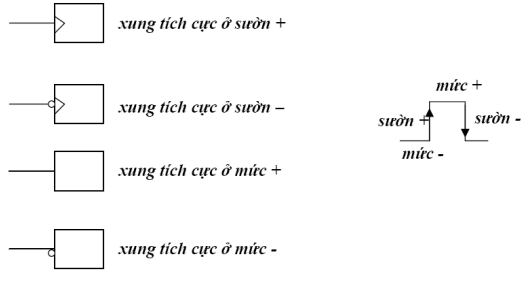 xung tích cực ở sườn +
xung tích cực ở sườn –
xung tích cực ở mức +
xung tích cực ở mức -
mức +
sườn +
sườn -
mức -